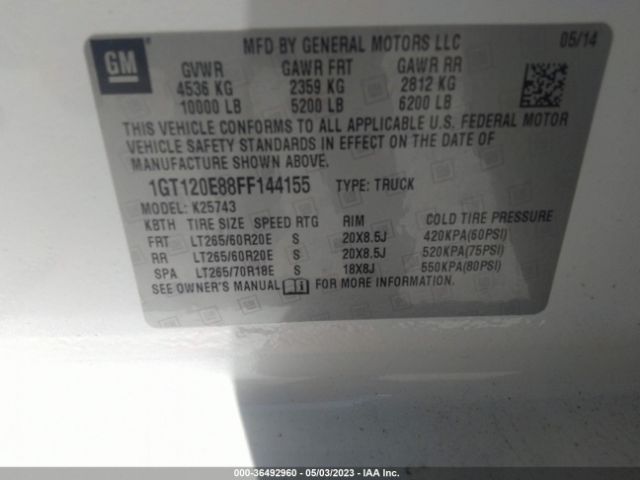 GM
MFD BY GENERAL MOTORS LLC 05/14
GVWR GAWR FRT GAWR RR
4536 KG 2359 KG 2812 KG
10000 LB 5200 LB 6200 LB
THIS VEHICLE CONFORMS TO ALL APPLICABLE U.S. FEDERAL MOTOR
VEHICLE SAFETY STANDARDS IN EFFECT ON THE DATE OF
MANUFACTURE SHOWN ABOVE.
1GT120E88FF144155 TYPE: TRUCK
MODEL: K25743
K8TH TIRE SIZE SPEED RTG RIM COLD TIRE PRESSURE
FRT LT265/60R20E S 20X8.5J 420KPA(60PSI)
RR LT265/60R20E S 20X8.5J 520KPA(75PSI)
SPA LT265/70R18E S 18X8J 550KPA(80PSI)
SEE OWNER'S MANUAL FOR MORE INFORMATION.
000-36492960 - 05/03/2023 - IAA Inc.